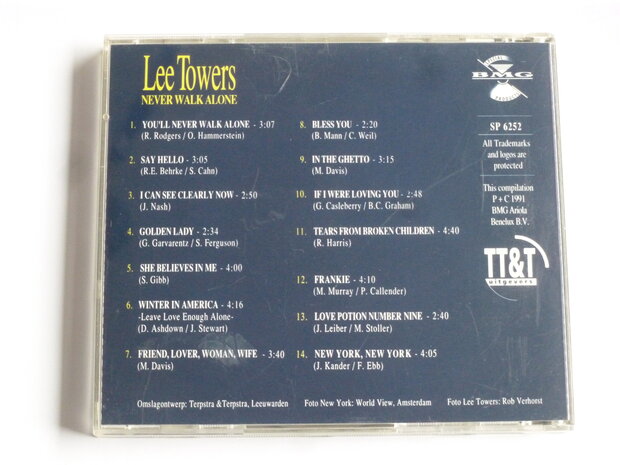 Lee Towers
NEVER WALK ALONE
1. YOU'LL NEVER WALK ALONE - 3:07
(R. Rodgers / O. Hammerstein)
2. SAY HELLO - 3:05
(R.E. Behrke / S. Cahn)
3. I CAN SEE CLEARLY NOW - 2:50
(J. Nash)
4. GOLDEN LADY - 2:34
(G. Garvarentz / S. Ferguson)
5. SHE BELIEVES IN ME - 4:00
(S. Gibb)
6. WINTER IN AMERICA - 4:16
-Leave Love Enough Alone-
(D. Ashdown / J. Stewart)
7. FRIEND, LOVER, WOMAN, WIFE - 3:40
(M. Davis)
8. BLESS YOU - 2:20
(B. Mann / C. Weil)
9. IN THE GHETTO - 3:15
(M. Davis)
10. IF I WERE LOVING YOU - 2:48
(G. Casleberry / B.C. Graham)
11. TEARS FROM BROKEN CHILDREN - 4:40
(R. Harris)
12. FRANKIE - 4:10
(M. Murray / P. Callender)
13. LOVE POTION NUMBER NINE - 2:40
(J. Leiber / M. Stoller)
14. NEW YORK, NEW YORK - 4:05
(J. Kander / F. Ebb)
SPECIAL
BMG
PRODUCTS
SP 6252
All Trademarks
and logos are
protected
This compilation
P + C 1991
BMG Ariola
Benelux B.V.
TT&T
uitgevers
Omslagontwerp: Terpstra & Terpstra, Leeuwarden Foto New York: World View, Amsterdam Foto Lee Towers: Rob Verhorst